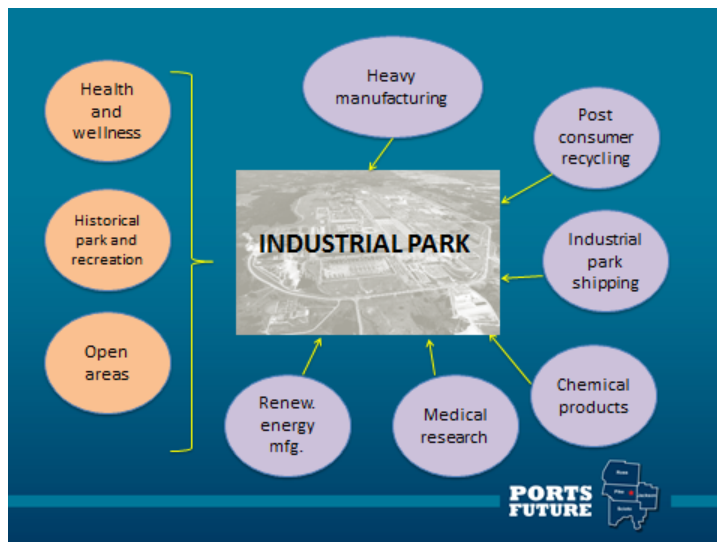 Health
and
wellness
Historical
park and
recreation
Open
areas
Heavy
manufacturing
Post
consumer
recycling
INDUSTRIAL PARK
Industrial
park
shipping
Chemical
products
Medical
research
Renew.
energy
mfg.
PORTS
FUTURE
Pike